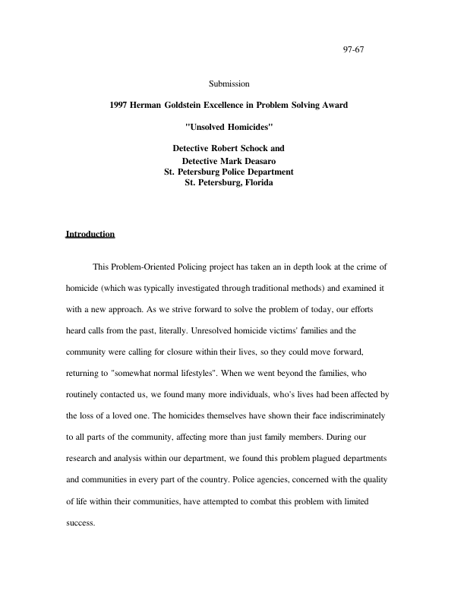 97-67
Submission
1997 Herman Goldstein Excellence in Problem Solving Award
"Unsolved Homicides"
Detective Robert Schock and
Detective Mark Deasaro
St. Petersburg Police Department
St. Petersburg, Florida
Introduction
This Problem-Oriented Policing project has taken an in depth look at the crime of
homicide (which was typically investigated through traditional methods) and examined it
with a new approach. As we strive forward to solve the problem of today, our efforts
heard calls from the past, literally. Unresolved homicide victims' families and the
community were calling for closure within their lives, so they could move forward,
returning to "somewhat normal lifestyles". When we went beyond the families, who
routinely contacted us, we found many more individuals, who's lives had been affected by
the loss of a loved one. The homicides themselves have shown their face indiscriminately
to all parts of the community, affecting more than just family members. During our
research and analysis within our department, we found this problem plagued departments
and communities in every part of the country. Police agencies, concerned with the quality
of life within their communities, have attempted to combat this problem with limited
success.